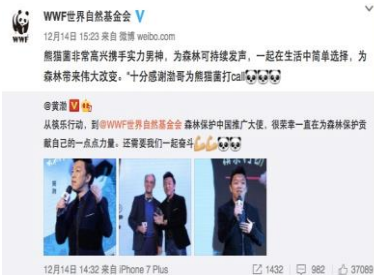 WWF世界自然基金会
12月14日 15:23 微博 weibo.com
熊猫菌非常高兴携手实力男神，为森林可持续发声，一起在生活中简单选择，为
森林带来伟大改变。"十分感谢渤哥为熊猫菌打call
@黄渤
从筷乐行动，到@WWF世界自然基金会 森林保护中国推广大使，很荣幸一直在为森林保护贡
献自己的一点点力量。还需要我们一起奋斗
12月14日 14:32 来自 iPhone 7 Plus
1432
982
37089